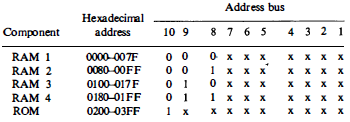 Address bus
Hexadecimal
Component address 10 9 8 7 6 5 4 3 2 1
RAM 1 0000–007F 0 0 0 x x x x x x x
RAM 2 0080–00FF 0 0 1 x x x x x x x
RAM 3 0100–017F 0 1 0 x x x x x x x
RAM 4 0180–01FF 0 1 1 x x x x x x x
ROM 0200–03FF 1 x x x x x x x x x